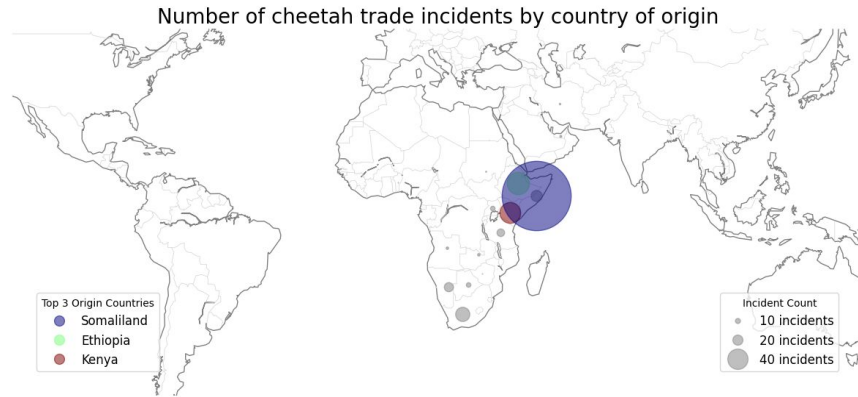 Number of cheetah trade incidents by country of origin
Top 3 Origin Countries
Somaliland
Ethiopia
Kenya
Incident Count
10 incidents
20 incidents
40 incidents